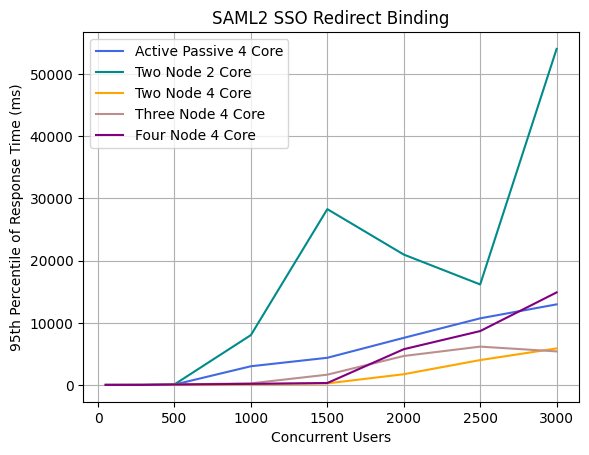 SAML2 SSO Redirect Binding
Active Passive 4 Core
Two Node 2 Core
Two Node 4 Core
Three Node 4 Core
Four Node 4 Core
95th Percentile of Response Time (ms)
50000
40000
30000
20000
10000
0
0 500 1000 1500 2000 2500 3000
Concurrent Users